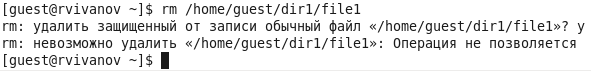 [guest@rvivanov ~]$ rm /home/guest/dir1/file1
rm: удалить защищенный от записи обычный файл «/home/guest/dir1/file1»? y
rm: невозможно удалить «/home/guest/dir1/file1»: Операция не позволяется
[guest@rvivanov ~]$